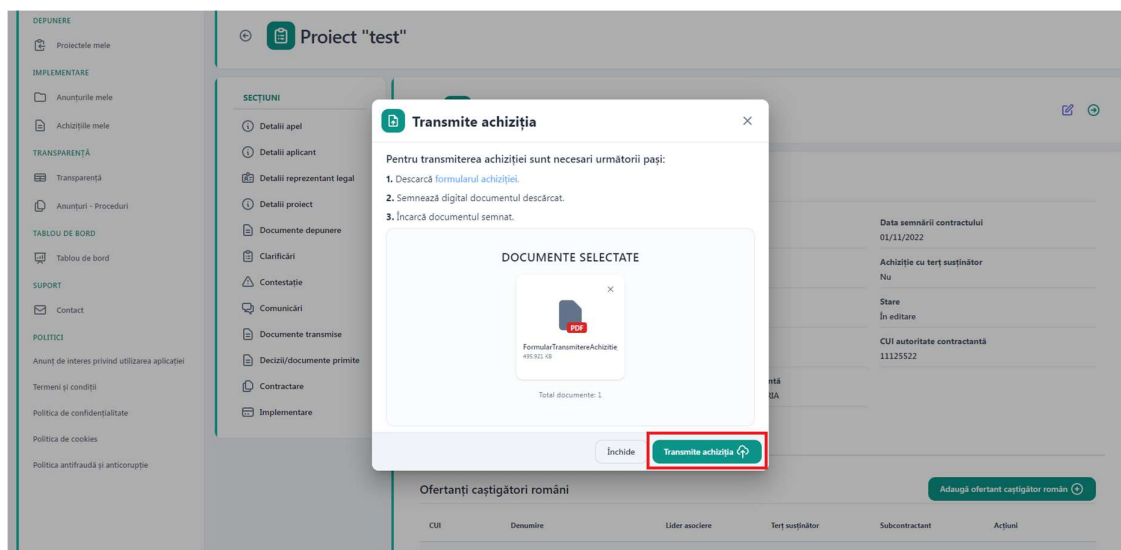 DEPUNERE
Proiectele mele
IMPLEMENTARE
Anunțurile mele
Achizițiile mele
TRANSPARENȚĂ
Transparență
Anunțuri - Proceduri
TABLOU DE BORD
Tablou de bord
SUPORT
Contact
POLITICI
Anunț de interes privind utilizarea aplicației
Termeni și condiții
Politica de confidențialitate
Politica de cookies
Politica antifraudă și anticorupție
Proiect "test"
SECȚIUNI
Detalii apel
Detalii aplicant
Detalii reprezentant legal
Detalii proiect
Documente depunere
Clarificări
Contestație
Comunicări
Documente transmise
Decizii/documente primite
Contractare
Implementare
Transmite achiziția
Pentru transmiterea achiziției sunt necesari următorii pași:
1. Descarcă formularul achiziției.
2. Semnează digital documentul descărcat.
3. Încarcă documentul semnat.
DOCUMENTE SELECTATE
PDF
FormularTransmitereAchizitie
495.921 KB
Total documente: 1
Închide
Transmite achiziția
Data semnării contractului
01/11/2022
Achiziție cu terț susținător
Nu
Stare
În editare
CUI autoritate contractantă
11125522
ntă
RIA
Ofertanți caștigători români
Adaugă ofertant caștigător român
CUI
Denumire
Lider asociere
Terț susținător
Subcontractant
Acțiuni